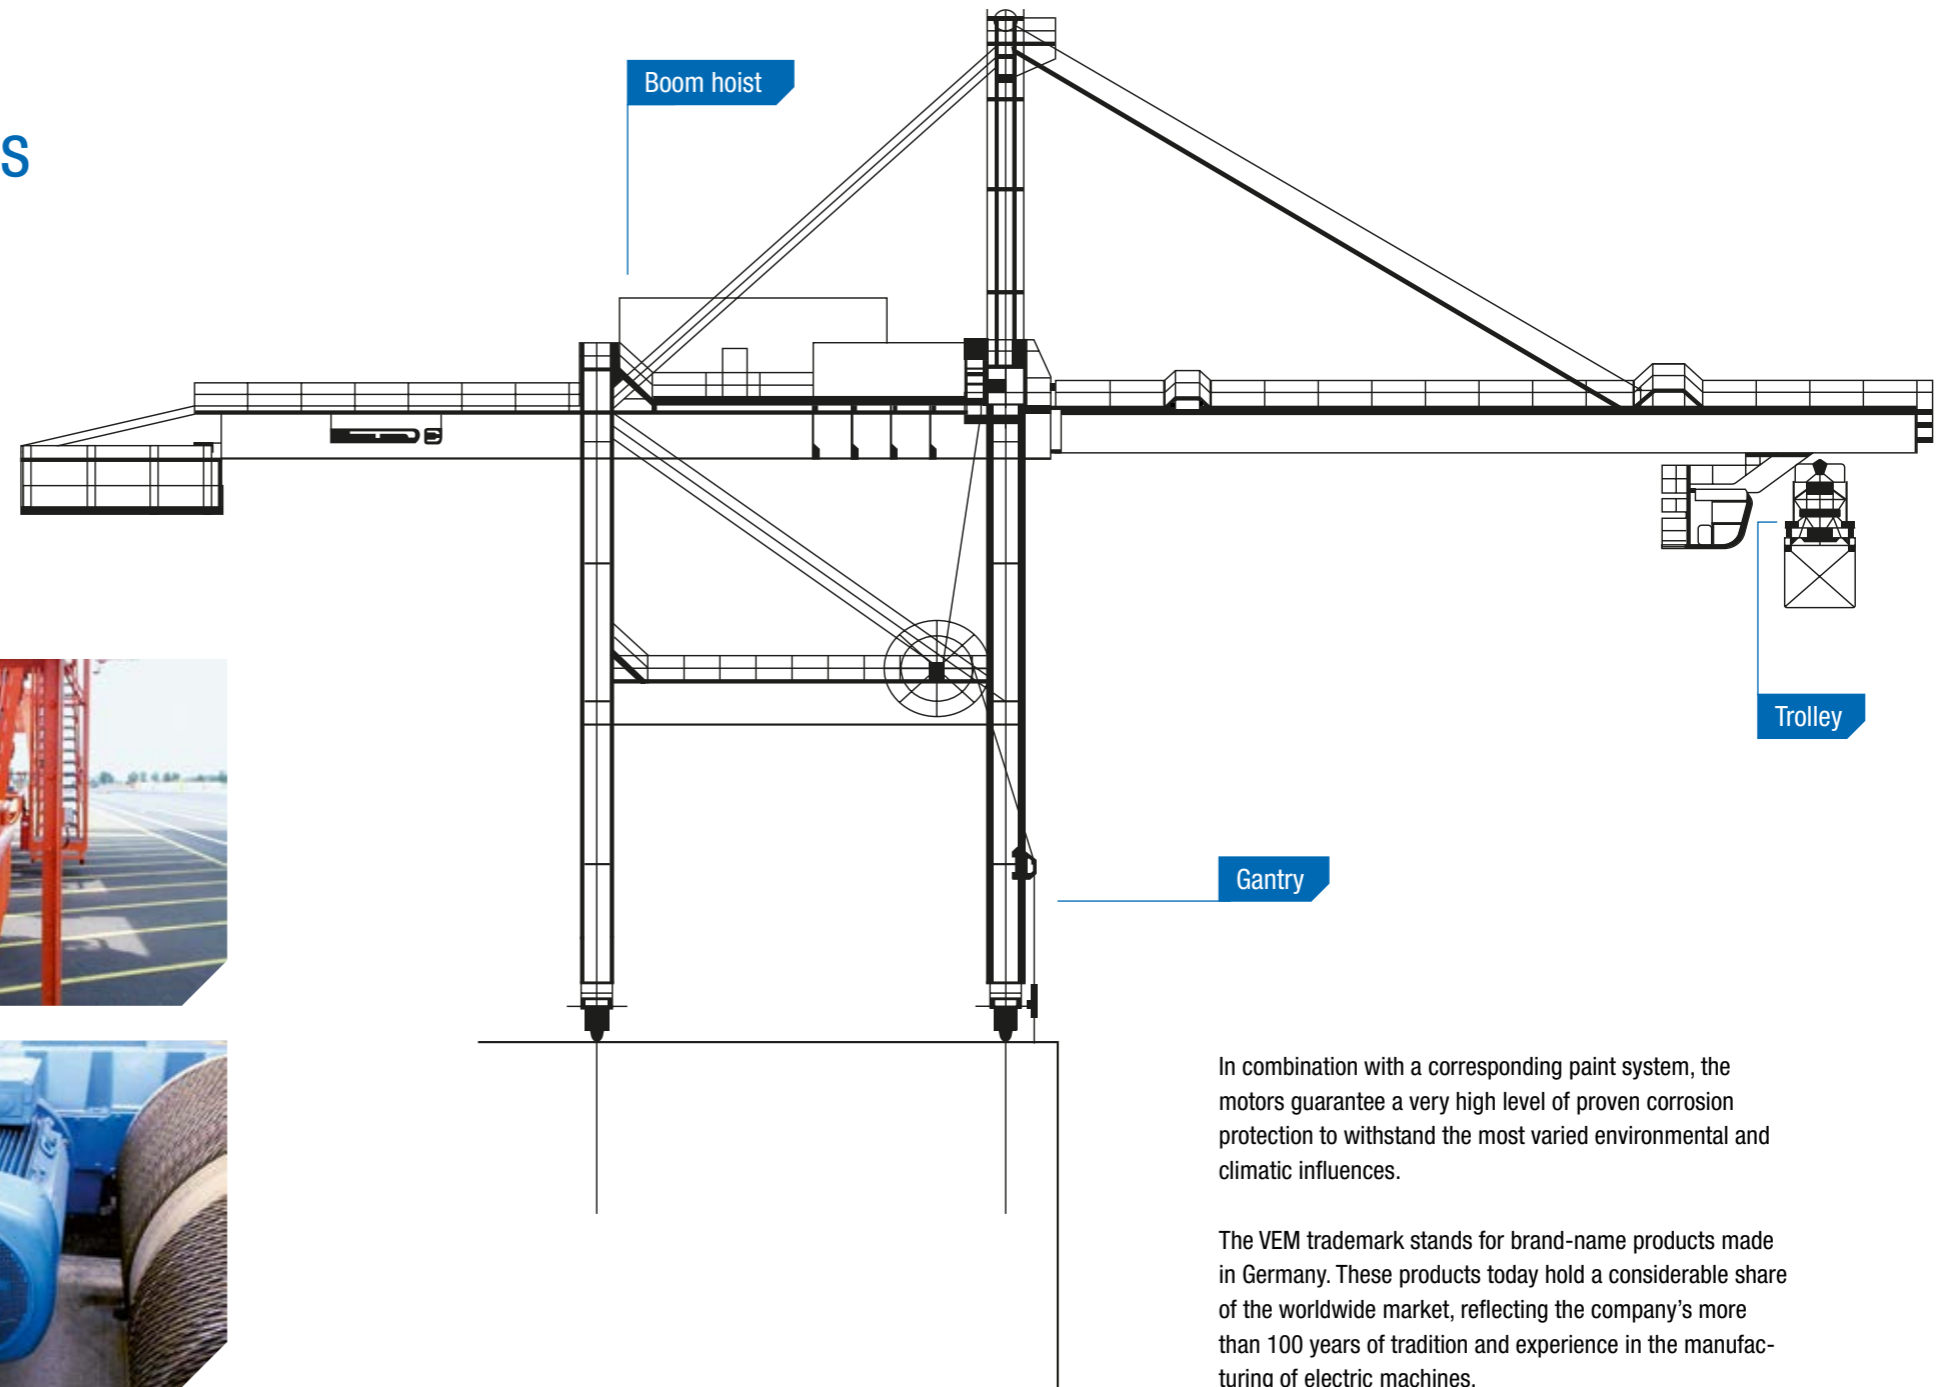 Boom hoist
s
Trolley
Gantry
In combination with a corresponding paint system, the
motors guarantee a very high level of proven corrosion
protection to withstand the most varied environmental and
climatic influences.
The VEM trademark stands for brand-name products made
in Germany. These products today hold a considerable share
of the worldwide market, reflecting the company’s more
than 100 years of tradition and experience in the manufac-
turing of electric machines.